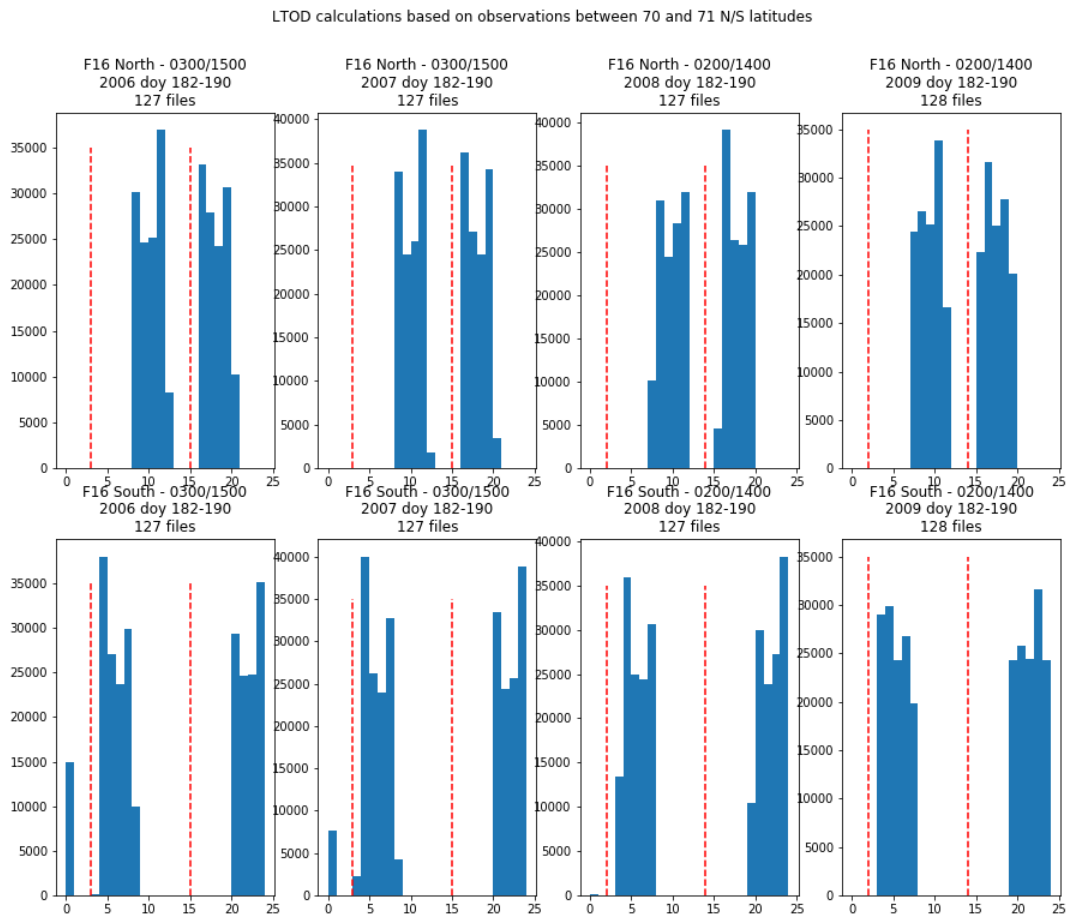 LTOD calculations based on observations between 70 and 71 N/S latitudes
F16 North - 0300/1500
2006 doy 182-190
127 files
35000
30000
25000
20000
15000
10000
5000
0
0 5 10 15 20 25
F16 North - 0300/1500
2007 doy 182-190
127 files
40000
35000
30000
25000
20000
15000
10000
5000
0
0 5 10 15 20 25
F16 North - 0200/1400
2008 doy 182-190
127 files
40000
35000
30000
25000
20000
15000
10000
5000
0
0 5 10 15 20 25
F16 North - 0200/1400
2009 doy 182-190
128 files
35000
30000
25000
20000
15000
10000
5000
0
0 5 10 15 20 25
F16 South - 0300/1500
2006 doy 182-190
127 files
35000
30000
25000
20000
15000
10000
5000
0
0 5 10 15 20 25
F16 South - 0300/1500
2007 doy 182-190
127 files
40000
35000
30000
25000
20000
15000
10000
5000
0
0 5 10 15 20 25
F16 South - 0200/1400
2008 doy 182-190
127 files
40000
35000
30000
25000
20000
15000
10000
5000
0
0 5 10 15 20 25
F16 South - 0200/1400
2009 doy 182-190
128 files
35000
30000
25000
20000
15000
10000
5000
0
0 5 10 15 20 25